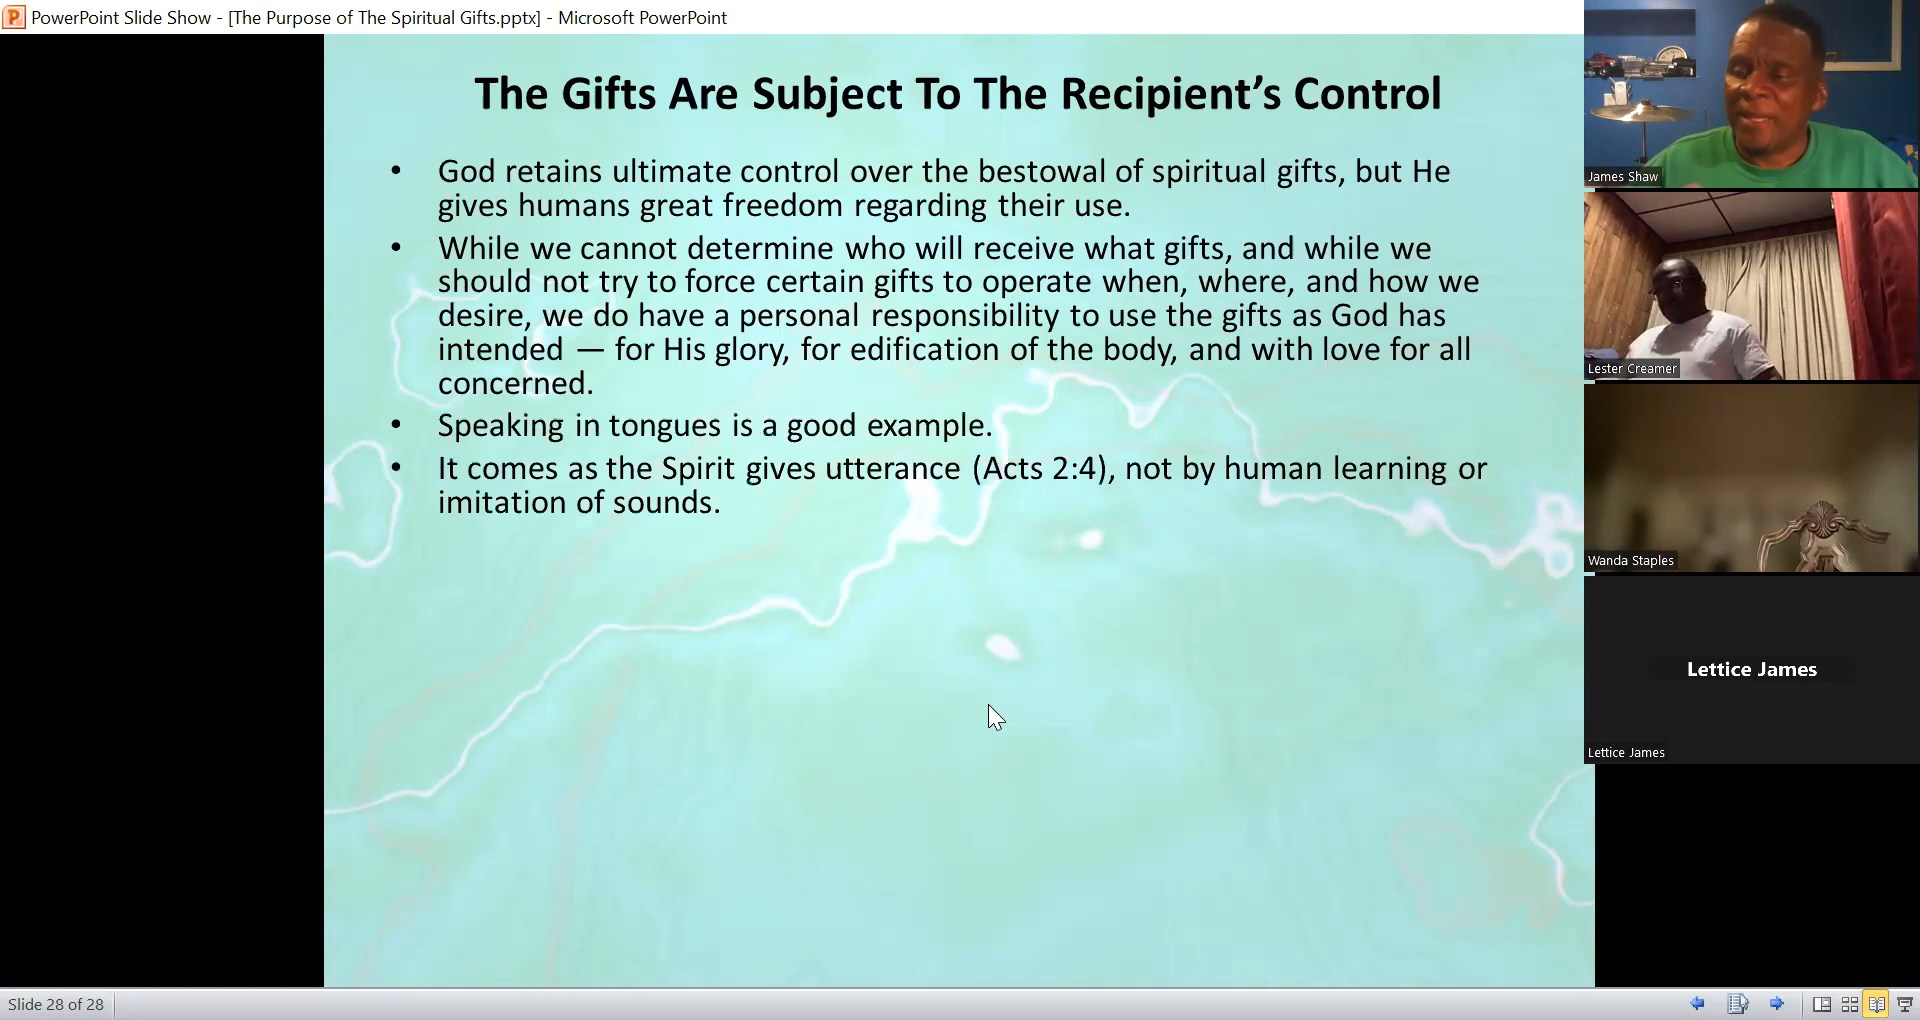 PowerPoint Slide Show - [The Purpose of The Spiritual Gifts.pptx] - Microsoft PowerPoint
The Gifts Are Subject To The Recipient’s Control
• God retains ultimate control over the bestowal of spiritual gifts, but He
gives humans great freedom regarding their use.
• While we cannot determine who will receive what gifts, and while we
should not try to force certain gifts to operate when, where, and how we
desire, we do have a personal responsibility to use the gifts as God has
intended — for His glory, for edification of the body, and with love for all
concerned.
• Speaking in tongues is a good example.
• It comes as the Spirit gives utterance (Acts 2:4), not by human learning or
imitation of sounds.
James Shaw
Lester Creamer
Wanda Staples
Lettice James
Lettice James
Slide 28 of 28